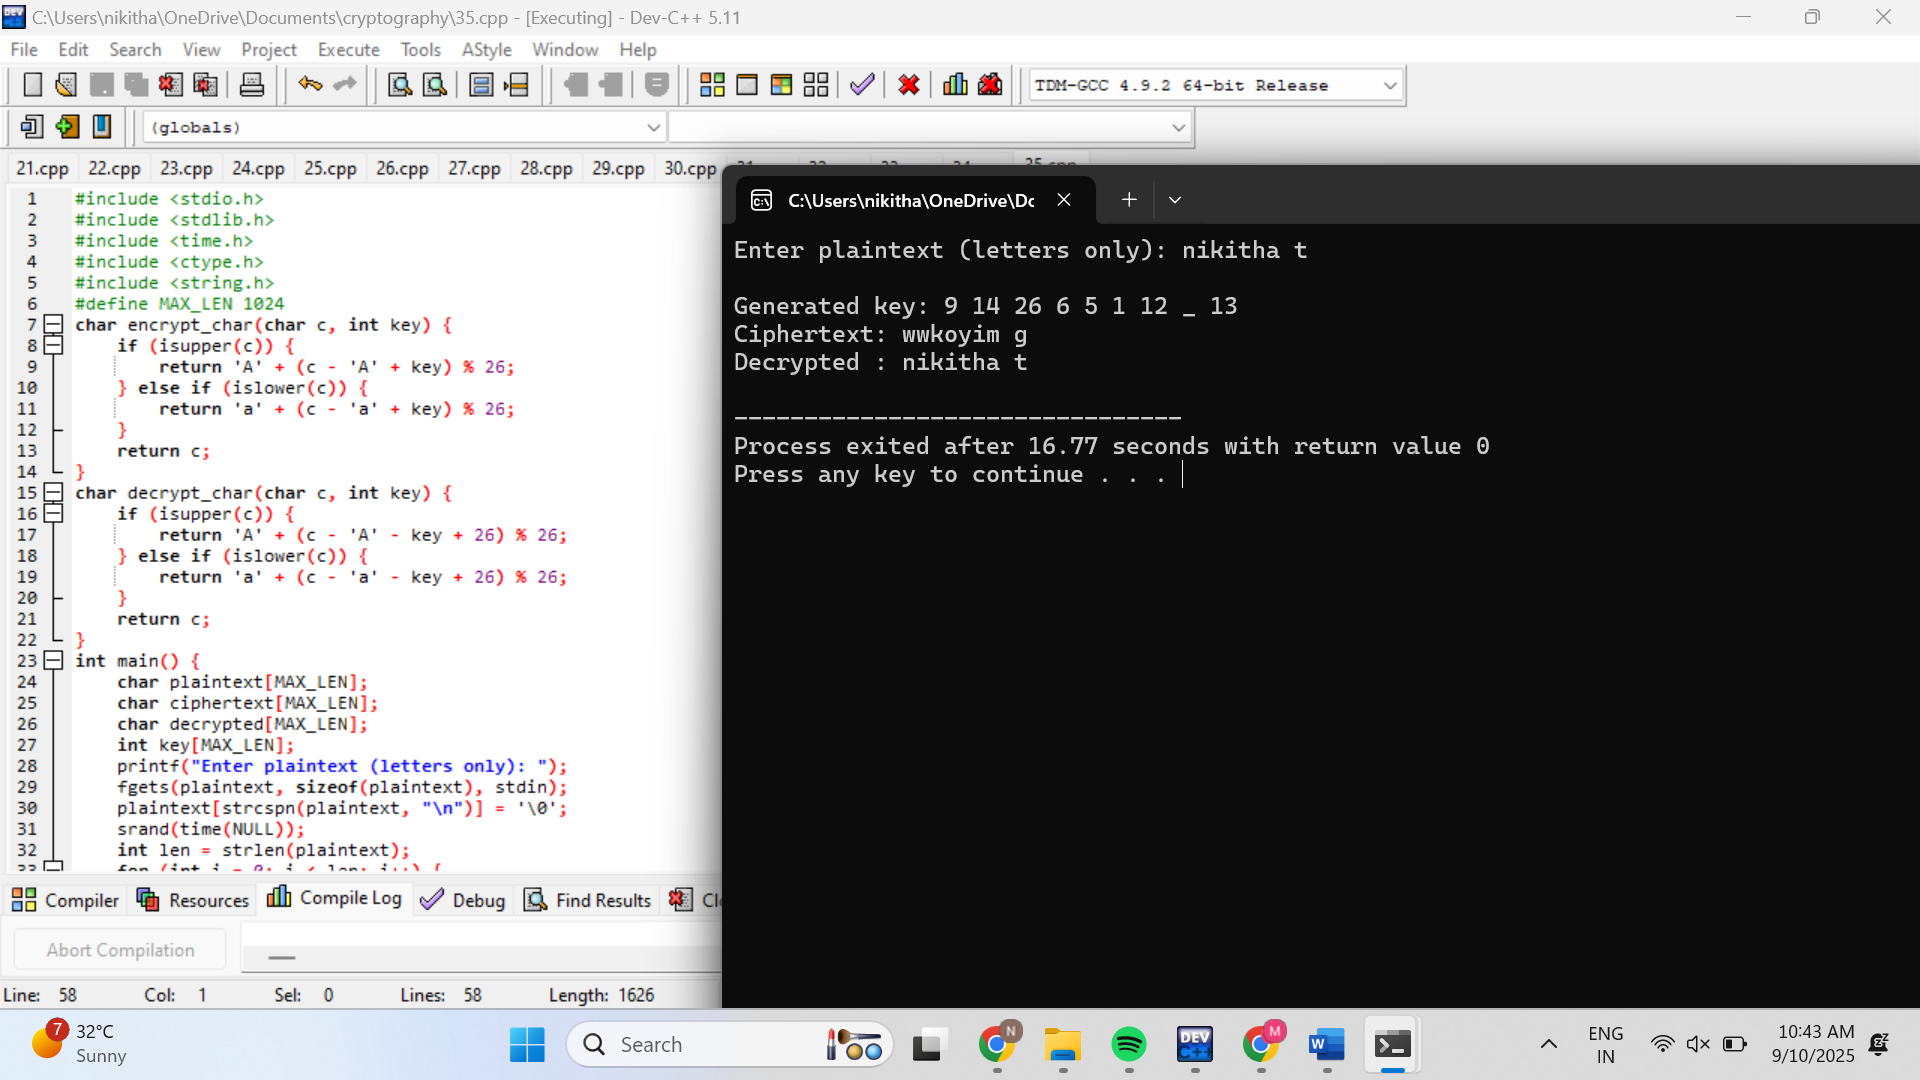 C:\Users\nikitha\OneDrive\Documents\cryptography\35.cpp - [Executing] - Dev-C++ 5.11
File Edit Search View Project Execute Tools AStyle Window Help
TDM-GCC 4.9.2 64-bit Release
(globals)
21.cpp 22.cpp 23.cpp 24.cpp 25.cpp 26.cpp 27.cpp 28.cpp 29.cpp 30.cpp 35.cpp
1 #include <stdio.h>
2 #include <stdlib.h>
3 #include <time.h>
4 #include <ctype.h>
5 #include <string.h>
6 #define MAX_LEN 1024
7 char encrypt_char(char c, int key) {
8 if (isupper(c)) {
9 return 'A' + (c - 'A' + key) % 26;
10 } else if (islower(c)) {
11 return 'a' + (c - 'a' + key) % 26;
12 }
13 return c;
14 }
15 char decrypt_char(char c, int key) {
16 if (isupper(c)) {
17 return 'A' + (c - 'A' - key + 26) % 26;
18 } else if (islower(c)) {
19 return 'a' + (c - 'a' - key + 26) % 26;
20 }
21 return c;
22 }
23 int main() {
24 char plaintext[MAX_LEN];
25 char ciphertext[MAX_LEN];
26 char decrypted[MAX_LEN];
27 int key[MAX_LEN];
28 printf("Enter plaintext (letters only): ");
29 fgets(plaintext, sizeof(plaintext), stdin);
30 plaintext[strcspn(plaintext, "\n")] = '\0';
31 srand(time(NULL));
32 int len = strlen(plaintext);
33 for (int i = 0; i < len; i++) {
C:\Users\nikitha\OneDrive\Dc
Enter plaintext (letters only): nikitha t
Generated key: 9 14 26 6 5 1 12 _ 13
Ciphertext: wwkoyim g
Decrypted : nikitha t
--------------------------------
Process exited after 16.77 seconds with return value 0
Press any key to continue . . .
Compiler Resources Compile Log Debug Find Results Cl
Abort Compilation
Line: 58 Col: 1 Sel: 0 Lines: 58 Length: 1626
7 32°C
Sunny
Search
N
DEV C++
M
W
ENG
IN
10:43 AM
9/10/2025